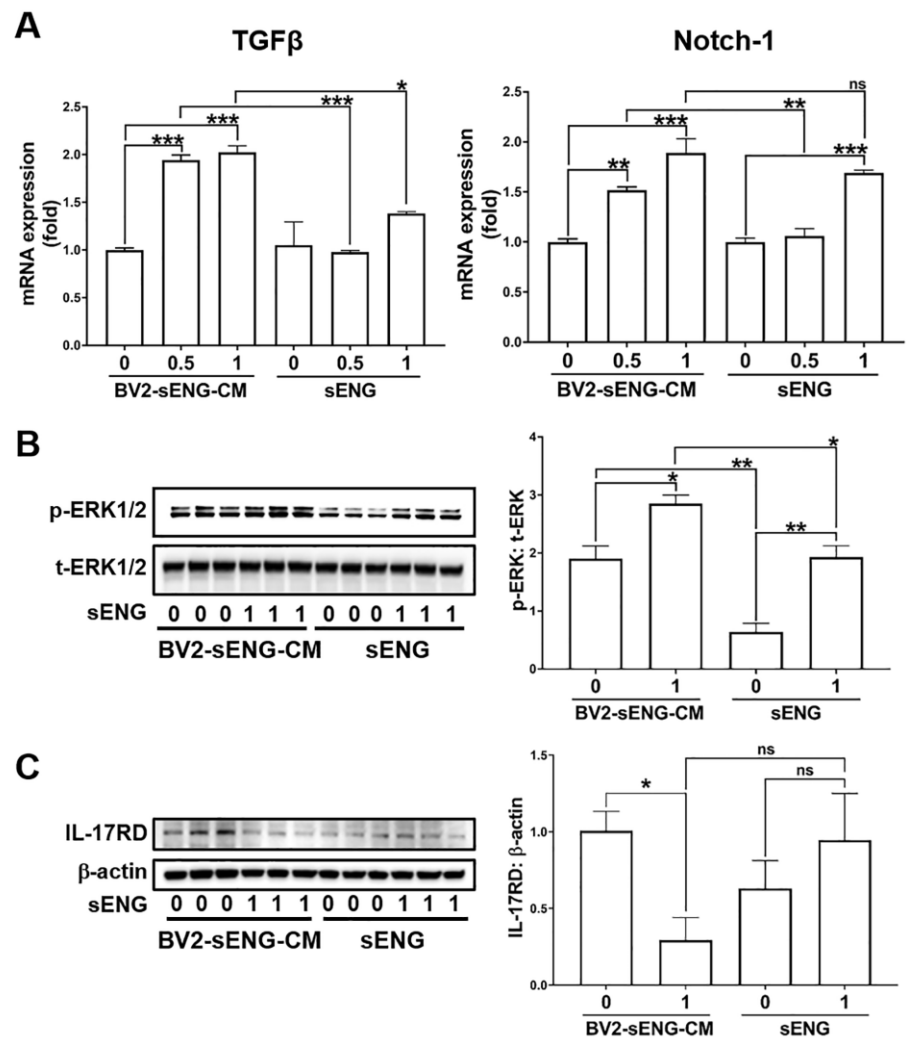 A
TGFβ
Notch-1
mRNA expression
(fold)
2.5
2.0
1.5
1.0
0.5
0.0
***
***
***
*
0 0.5 1 0 0.5 1
BV2-sENG-CM sENG
mRNA expression
(fold)
2.5
2.0
1.5
1.0
0.5
0.0
**
***
**
ns
***
0 0.5 1 0 0.5 1
BV2-sENG-CM sENG
B
p-ERK1/2
t-ERK1/2
sENG 0 0 0 1 1 1 0 0 0 1 1 1
BV2-sENG-CM sENG
p-ERK: t-ERK
4
3
2
1
0
**
*
*
**
0 1 0 1
BV2-sENG-CM sENG
C
IL-17RD
β-actin
sENG 0 0 0 1 1 1 0 0 0 1 1 1
BV2-sENG-CM sENG
IL-17RD: β-actin
1.5
1.0
0.5
0.0
*
ns
ns
0 1 0 1
BV2-sENG-CM sENG